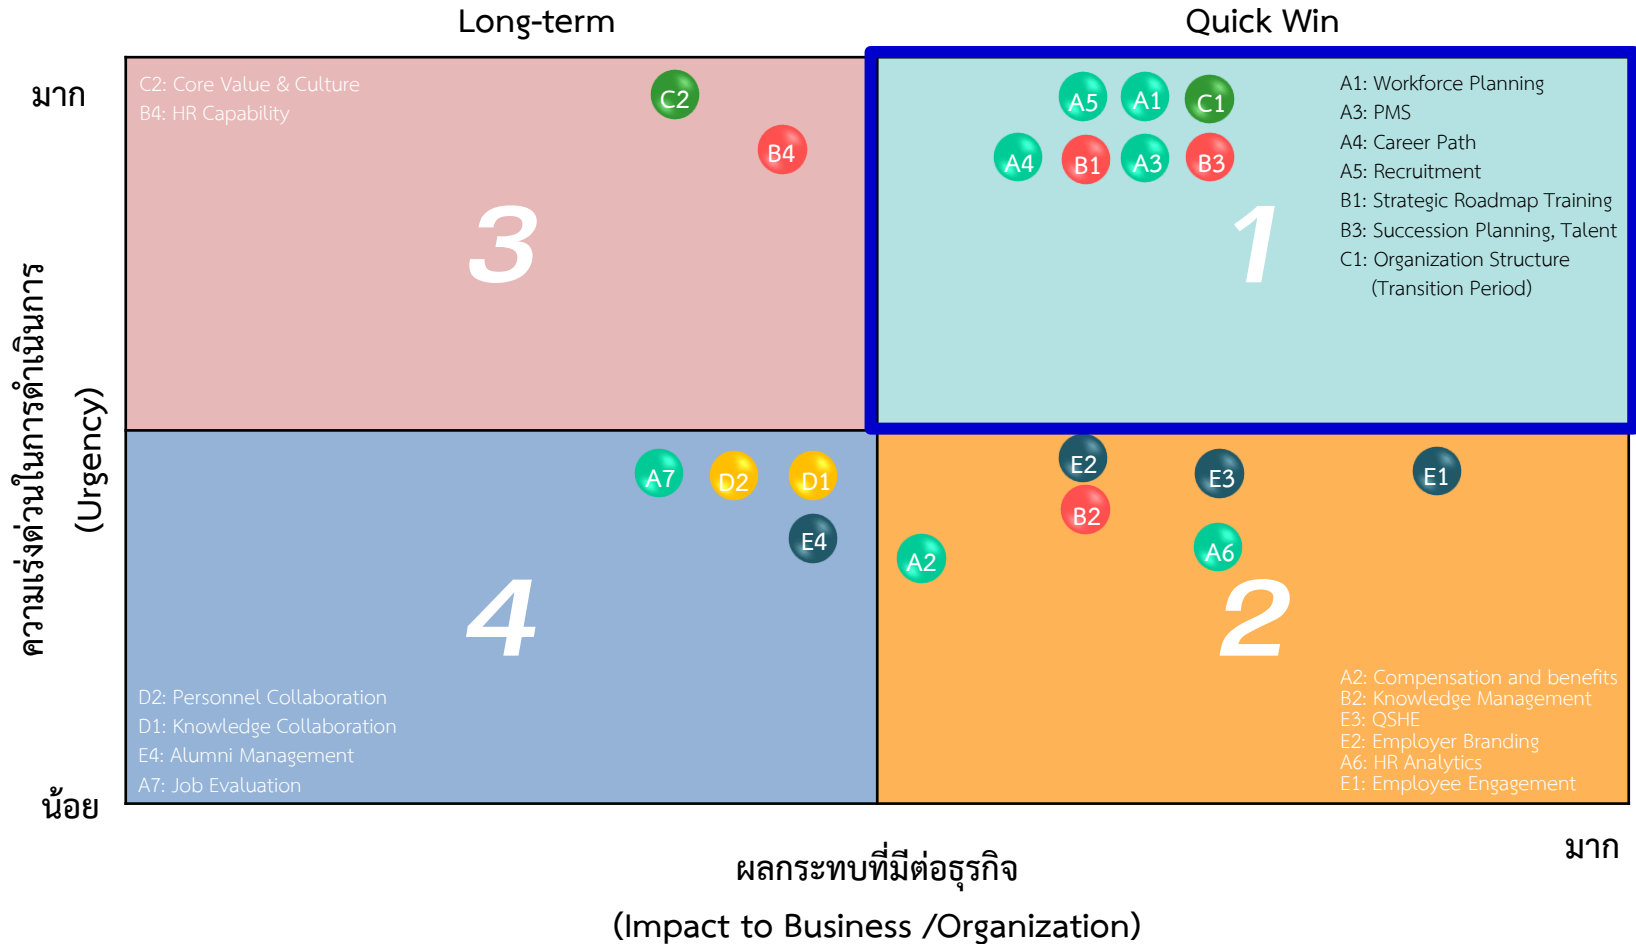 Long-term
Quick Win
มาก
C2: Core Value & Culture
B4: HR Capability
C2
B4
3
A5
A1
C1
A4
B1
A3
B3
1
A1: Workforce Planning
A3: PMS
A4: Career Path
A5: Recruitment
B1: Strategic Roadmap Training
B3: Succession Planning, Talent
C1: Organization Structure
(Transition Period)
ความเร่งด่วนในการดำเนินการ
(Urgency)
A7
D2
D1
E4
4
D2: Personnel Collaboration
D1: Knowledge Collaboration
E4: Alumni Management
A7: Job Evaluation
E2
E3
E1
B2
A2
A6
2
A2: Compensation and benefits
B2: Knowledge Management
E3: QSHE
E2: Employer Branding
A6: HR Analytics
E1: Employee Engagement
น้อย
มาก
ผลกระทบที่มีต่อธุรกิจ
(Impact to Business /Organization)